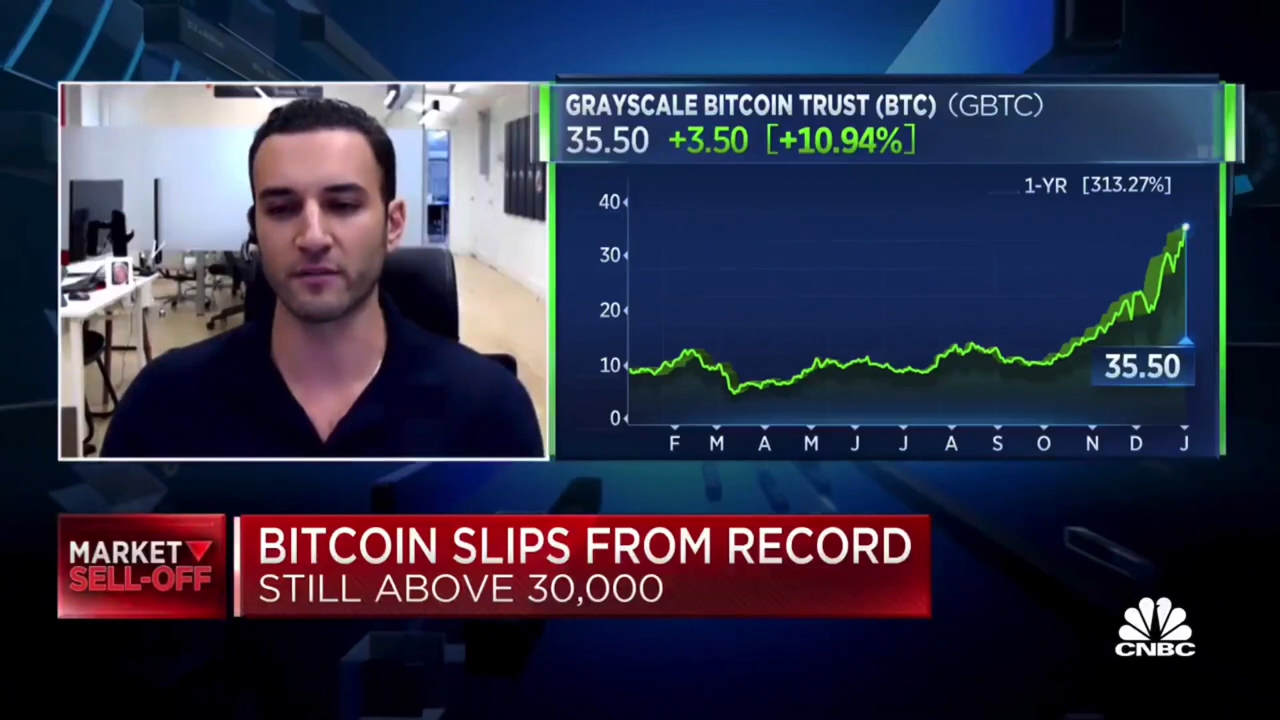 GRAYSCALE BITCOIN TRUST (BTC) (GBTC)
35.50 +3.50 [+10.94%]
1-YR [313.27%]
40
30
20
10
0
35.50
F M A M J J A S O N D J
MARKET
SELL-OFF
BITCOIN SLIPS FROM RECORD
STILL ABOVE 30,000
CNBC